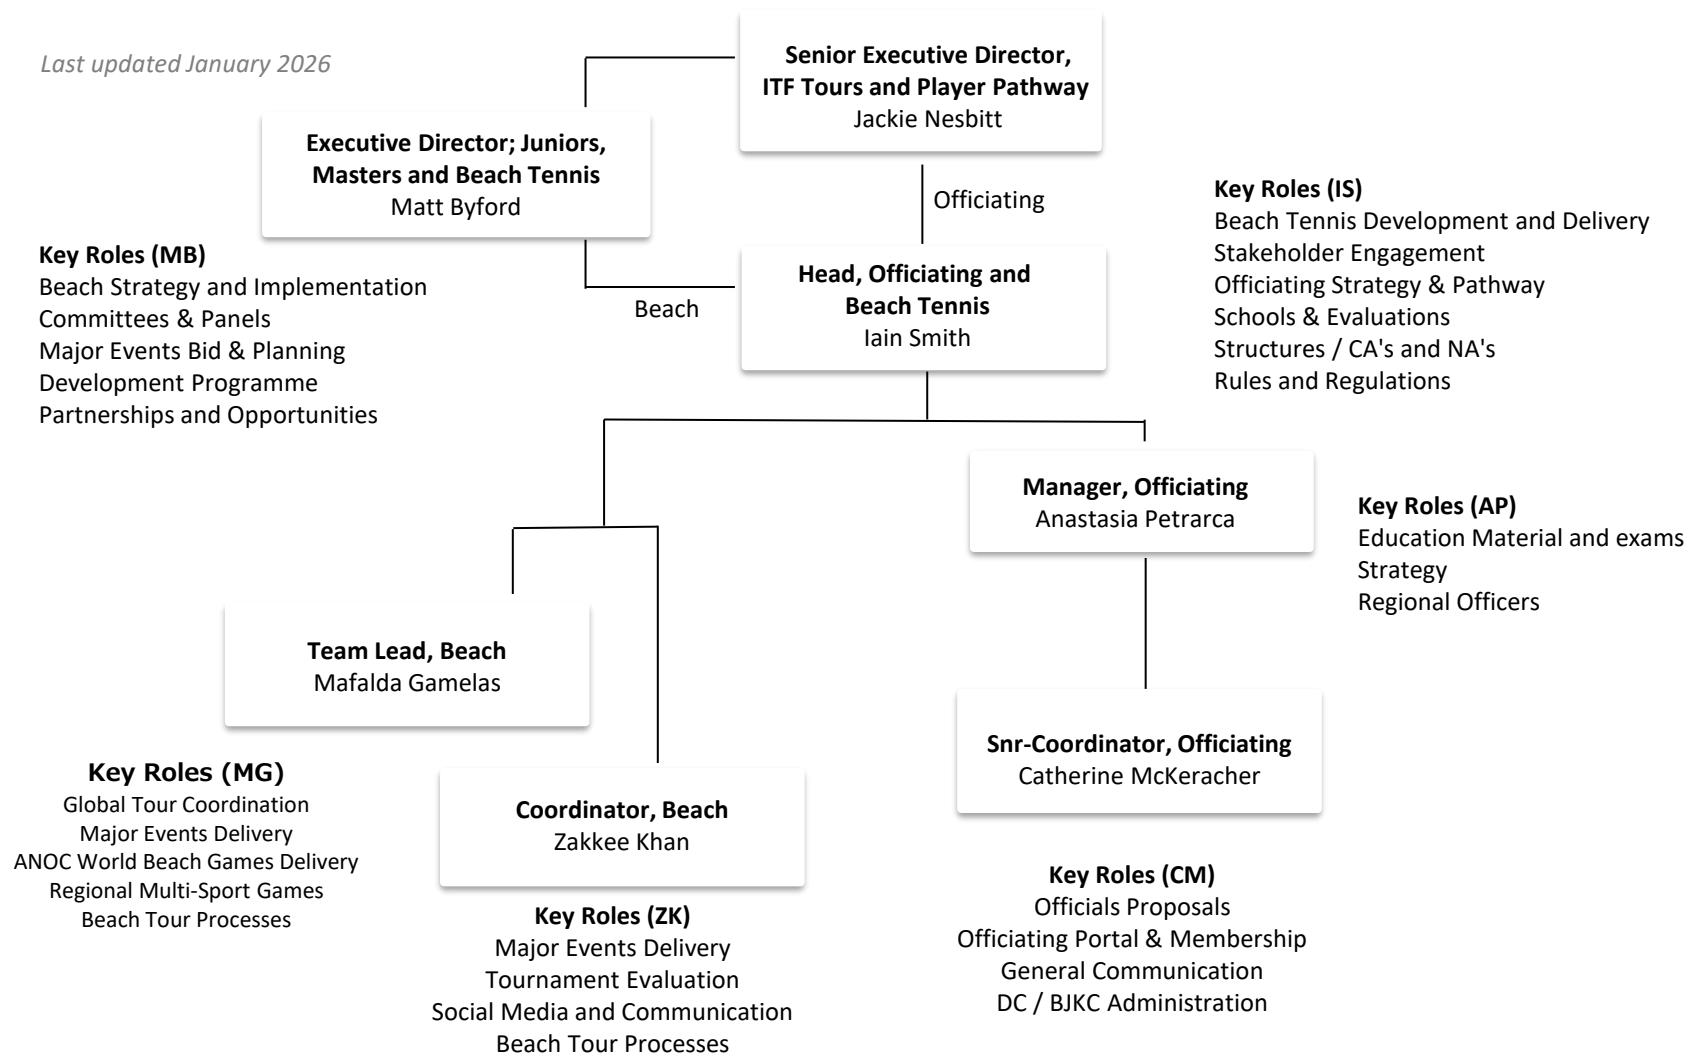 Last updated January 2026
Senior Executive Director,
ITF Tours and Player Pathway
Jackie Nesbitt
Executive Director; Juniors,
Masters and Beach Tennis
Matt Byford
Officiating
Key Roles (IS)
Beach Tennis Development and Delivery
Stakeholder Engagement
Officiating Strategy & Pathway
Schools & Evaluations
Structures / CA's and NA's
Rules and Regulations
Key Roles (MB)
Beach Strategy and Implementation
Committees & Panels
Major Events Bid & Planning
Development Programme
Partnerships and Opportunities
Beach
Head, Officiating and
Beach Tennis
Iain Smith
Manager, Officiating
Anastasia Petrarca
Key Roles (AP)
Education Material and exams
Strategy
Regional Officers
Team Lead, Beach
Mafalda Gamelas
Snr-Coordinator, Officiating
Catherine McKeracher
Key Roles (MG)
Global Tour Coordination
Major Events Delivery
ANOC World Beach Games Delivery
Regional Multi-Sport Games
Beach Tour Processes
Coordinator, Beach
Zakkee Khan
Key Roles (ZK)
Major Events Delivery
Tournament Evaluation
Social Media and Communication
Beach Tour Processes
Key Roles (CM)
Officials Proposals
Officiating Portal & Membership
General Communication
DC / BJKC Administration